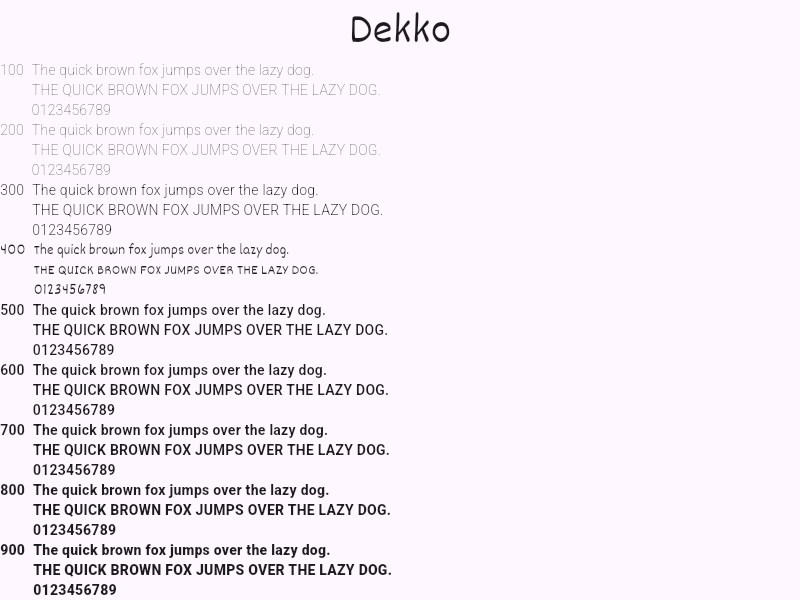 Dekko
100 The quick brown fox jumps over the lazy dog.
THE QUICK BROWN FOX JUMPS OVER THE LAZY DOG.
0123456789
200 The quick brown fox jumps over the lazy dog.
THE QUICK BROWN FOX JUMPS OVER THE LAZY DOG.
0123456789
300 The quick brown fox jumps over the lazy dog.
THE QUICK BROWN FOX JUMPS OVER THE LAZY DOG.
0123456789
400 The quick brown fox jumps over the lazy dog.
THE QUICK BROWN FOX JUMPS OVER THE LAZY DOG.
0123456789
500 The quick brown fox jumps over the lazy dog.
THE QUICK BROWN FOX JUMPS OVER THE LAZY DOG.
0123456789
600 The quick brown fox jumps over the lazy dog.
THE QUICK BROWN FOX JUMPS OVER THE LAZY DOG.
0123456789
700 The quick brown fox jumps over the lazy dog.
THE QUICK BROWN FOX JUMPS OVER THE LAZY DOG.
0123456789
800 The quick brown fox jumps over the lazy dog.
THE QUICK BROWN FOX JUMPS OVER THE LAZY DOG.
0123456789
900 The quick brown fox jumps over the lazy dog.
THE QUICK BROWN FOX JUMPS OVER THE LAZY DOG.
0123456789